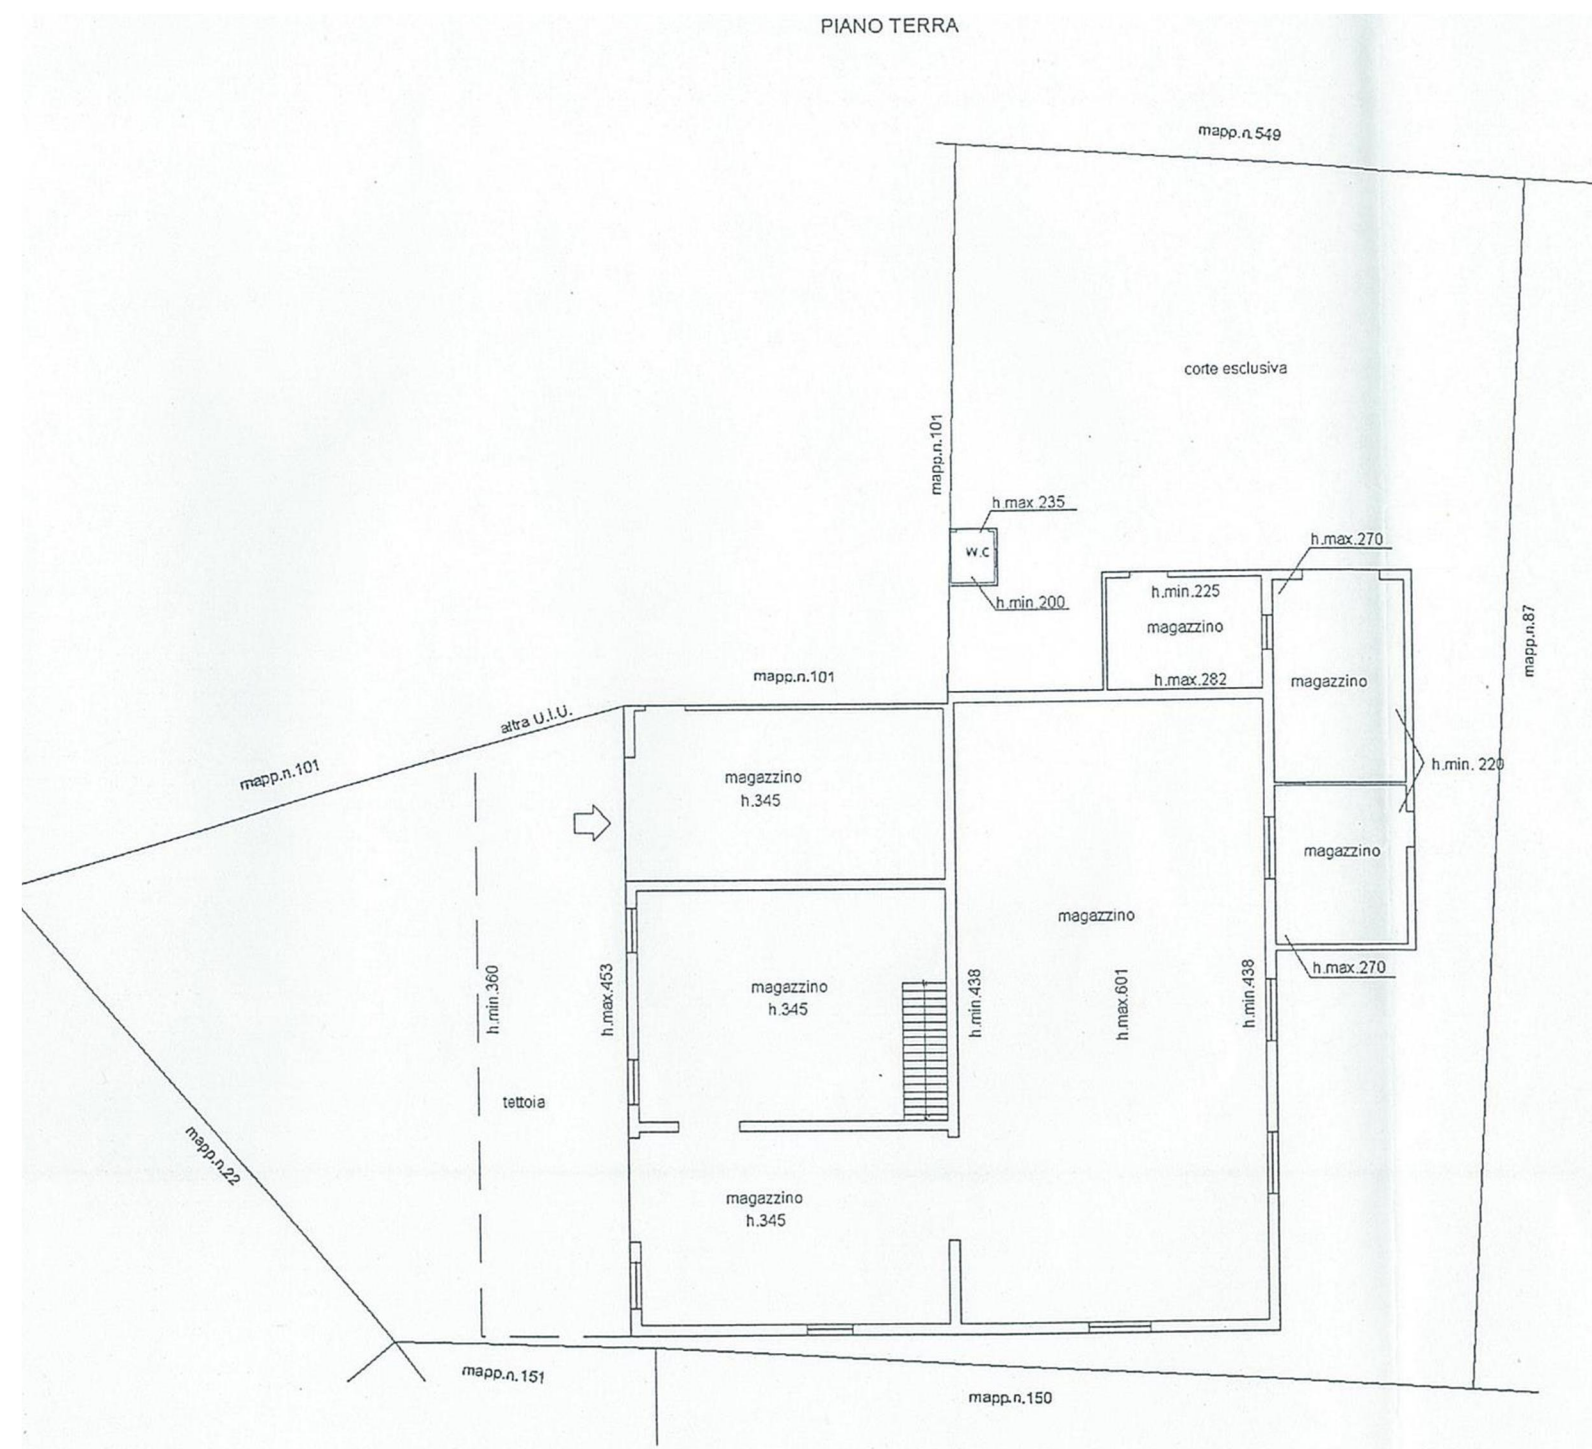 PIANO TERRA
mapp.n.549
corte esclusiva
mapp.n.101
h.max.235
w.c
h.min.200
h.max.270
h.min.225
magazzino
h.max.282
magazzino
mapp.n.87
mapp.n.101
altra U.I.U.
mapp.n.101
h.min. 220
magazzino
h.345
magazzino
magazzino
h.max.270
h.min.360
h.max.453
magazzino
h.345
h.min.438
h.max.601
h.min.438
tettoia
mapp.n.22
magazzino
h.345
mapp.n.151
mapp.n.150